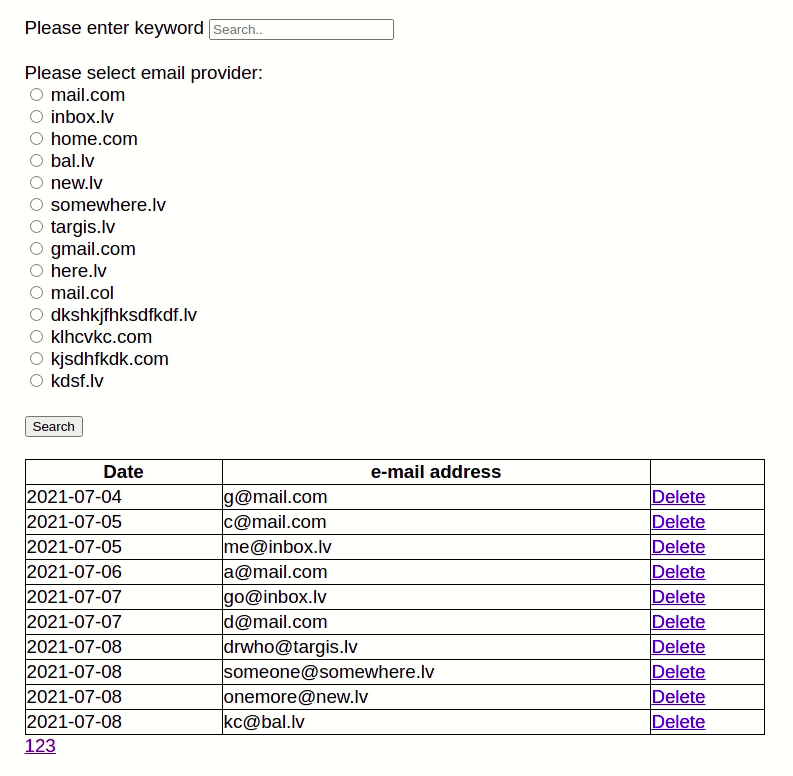 Please enter keyword Search..
Please select email provider:
mail.com
inbox.lv
home.com
bal.lv
new.lv
somewhere.lv
targis.lv
gmail.com
here.lv
mail.col
dkshkjfhksdfkdf.lv
klhcvkc.com
kjsdhfkdk.com
kdsf.lv
Search
Date e-mail address
2021-07-04 g@mail.com Delete
2021-07-05 c@mail.com Delete
2021-07-05 me@inbox.lv Delete
2021-07-06 a@mail.com Delete
2021-07-07 go@inbox.lv Delete
2021-07-07 d@mail.com Delete
2021-07-08 drwho@targis.lv Delete
2021-07-08 someone@somewhere.lv Delete
2021-07-08 onemore@new.lv Delete
2021-07-08 kc@bal.lv Delete
123